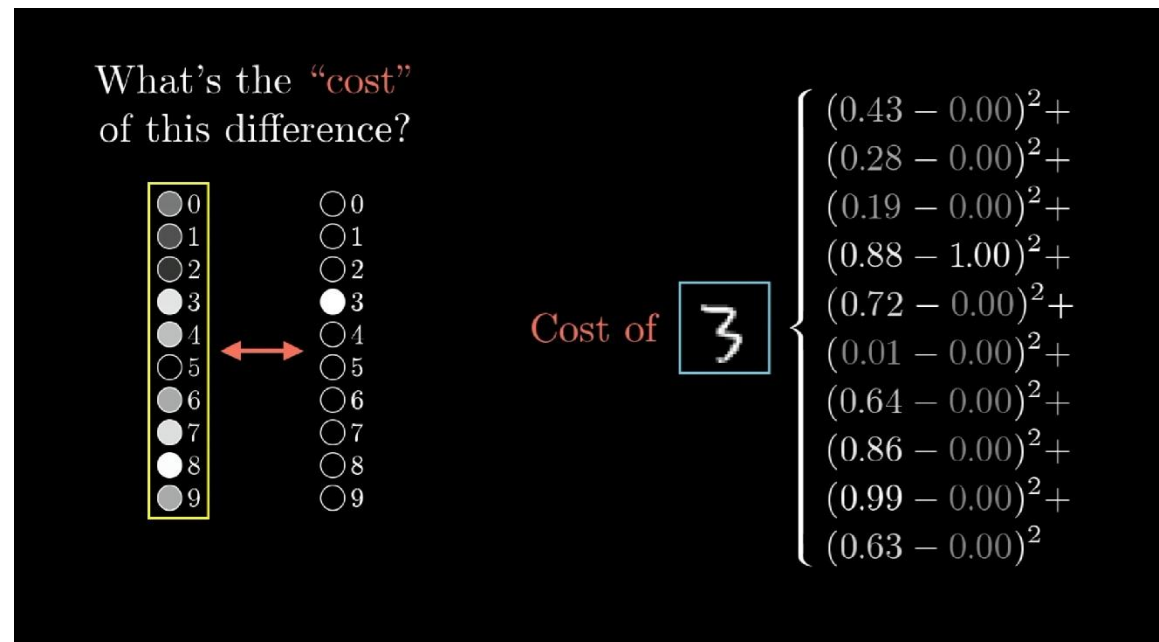 What's the “cost”
of this difference?
0
1
2
3
4
5
6
7
8
9
0
1
2
3
4
5
6
7
8
9
Cost of
3
(0.43 − 0.00)²+
(0.28 − 0.00)²+
(0.19 − 0.00)²+
(0.88 − 1.00)²+
(0.72 − 0.00)²+
(0.01 − 0.00)²+
(0.64 − 0.00)²+
(0.86 − 0.00)²+
(0.99 − 0.00)²+
(0.63 − 0.00)²